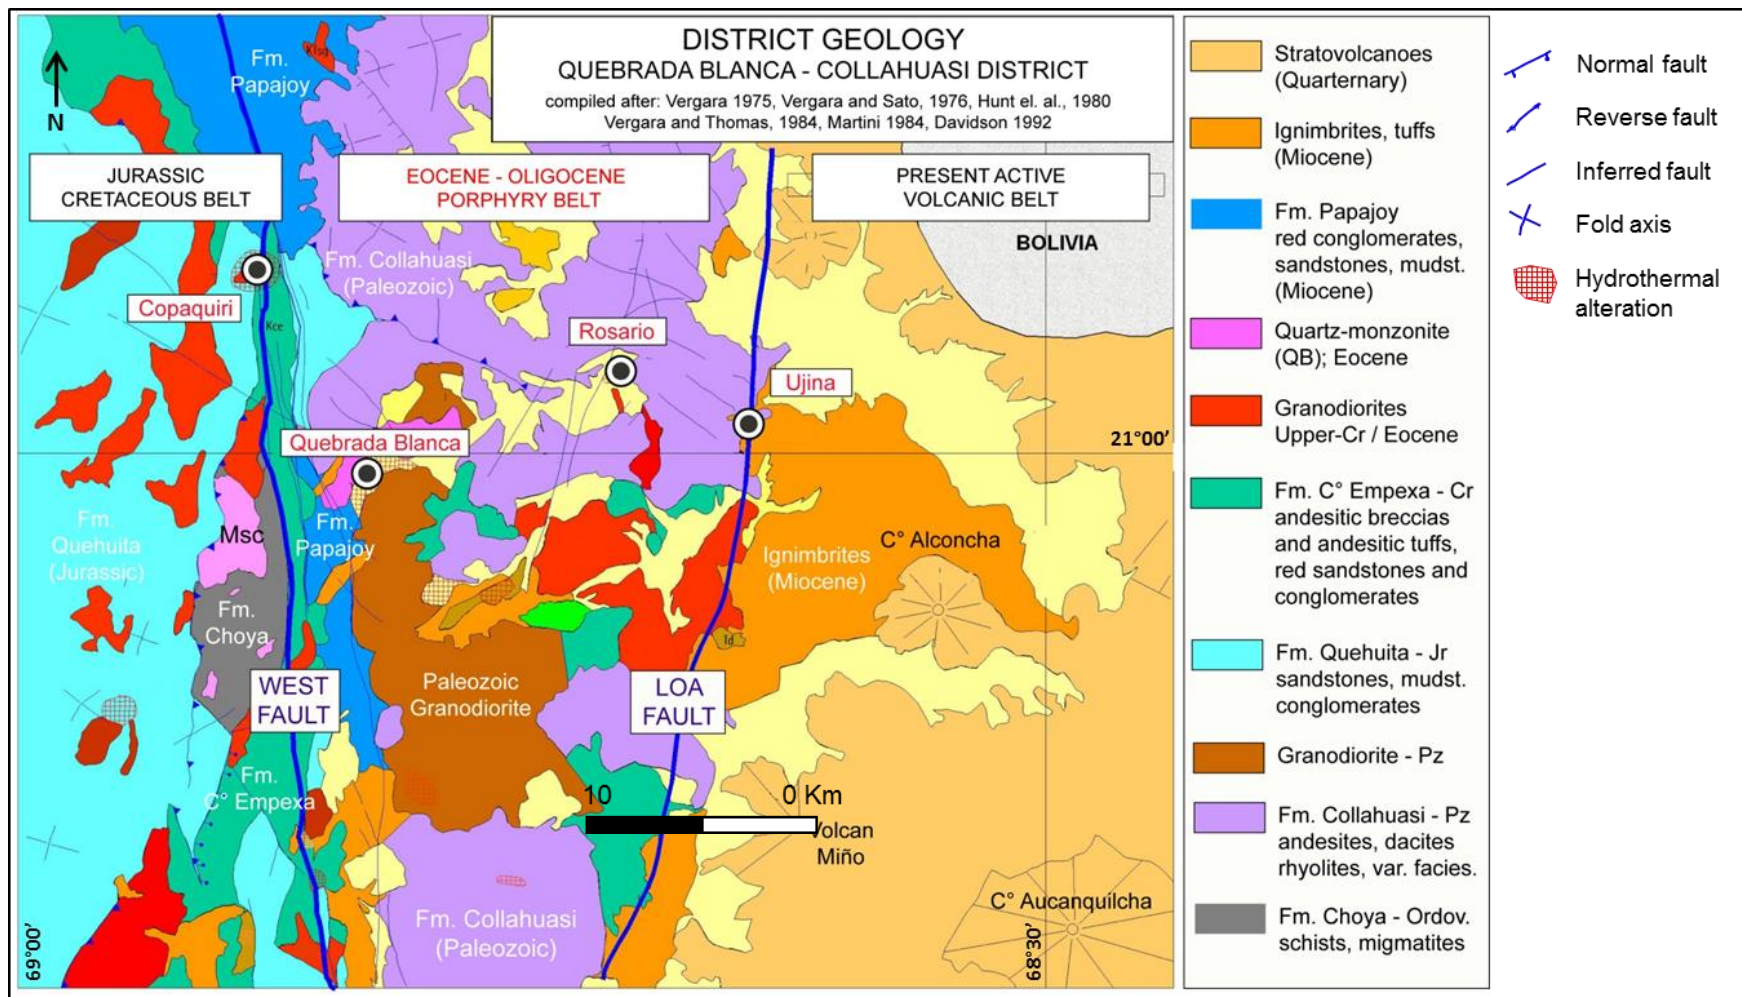 DISTRICT GEOLOGY
QUEBRADA BLANCA - COLLAHUASI DISTRICT
compiled after: Vergara 1975, Vergara and Sato, 1976, Hunt el. al., 1980
Vergara and Thomas, 1984, Martini 1984, Davidson 1992
N
Fm.
Papajoy
Klsg
JURASSIC
CRETACEOUS BELT
EOCENE - OLIGOCENE
PORPHYRY BELT
PRESENT ACTIVE
VOLCANIC BELT
BOLIVIA
Fm. Collahuasi
(Paleozoic)
Copaquiri
Kce
Rosario
Ujina
Quebrada Blanca
21°00'
Fm.
Quehuita
(Jurassic)
Msc
Fm.
Papajoy
C° Alconcha
Ignimbrites
(Miocene)
Fm.
Choya
Td
WEST
FAULT
Paleozoic
Granodiorite
LOA
FAULT
Fm.
C° Empexa
10
0 Km
Volcan
Miño
C° Aucanquilcha
Fm. Collahuasi
(Paleozoic)
69°00'
68°30'
Stratovolcanoes
(Quarternary)
Ignimbrites, tuffs
(Miocene)
Fm. Papajoy
red conglomerates,
sandstones, mudst.
(Miocene)
Quartz-monzonite
(QB); Eocene
Granodiorites
Upper-Cr / Eocene
Fm. C° Empexa - Cr
andesitic breccias
and andesitic tuffs,
red sandstones and
conglomerates
Fm. Quehuita - Jr
sandstones, mudst.
conglomerates
Granodiorite - Pz
Fm. Collahuasi - Pz
andesites, dacites
rhyolites, var. facies.
Fm. Choya - Ordov.
schists, migmatites
Normal fault
Reverse fault
Inferred fault
Fold axis
Hydrothermal
alteration